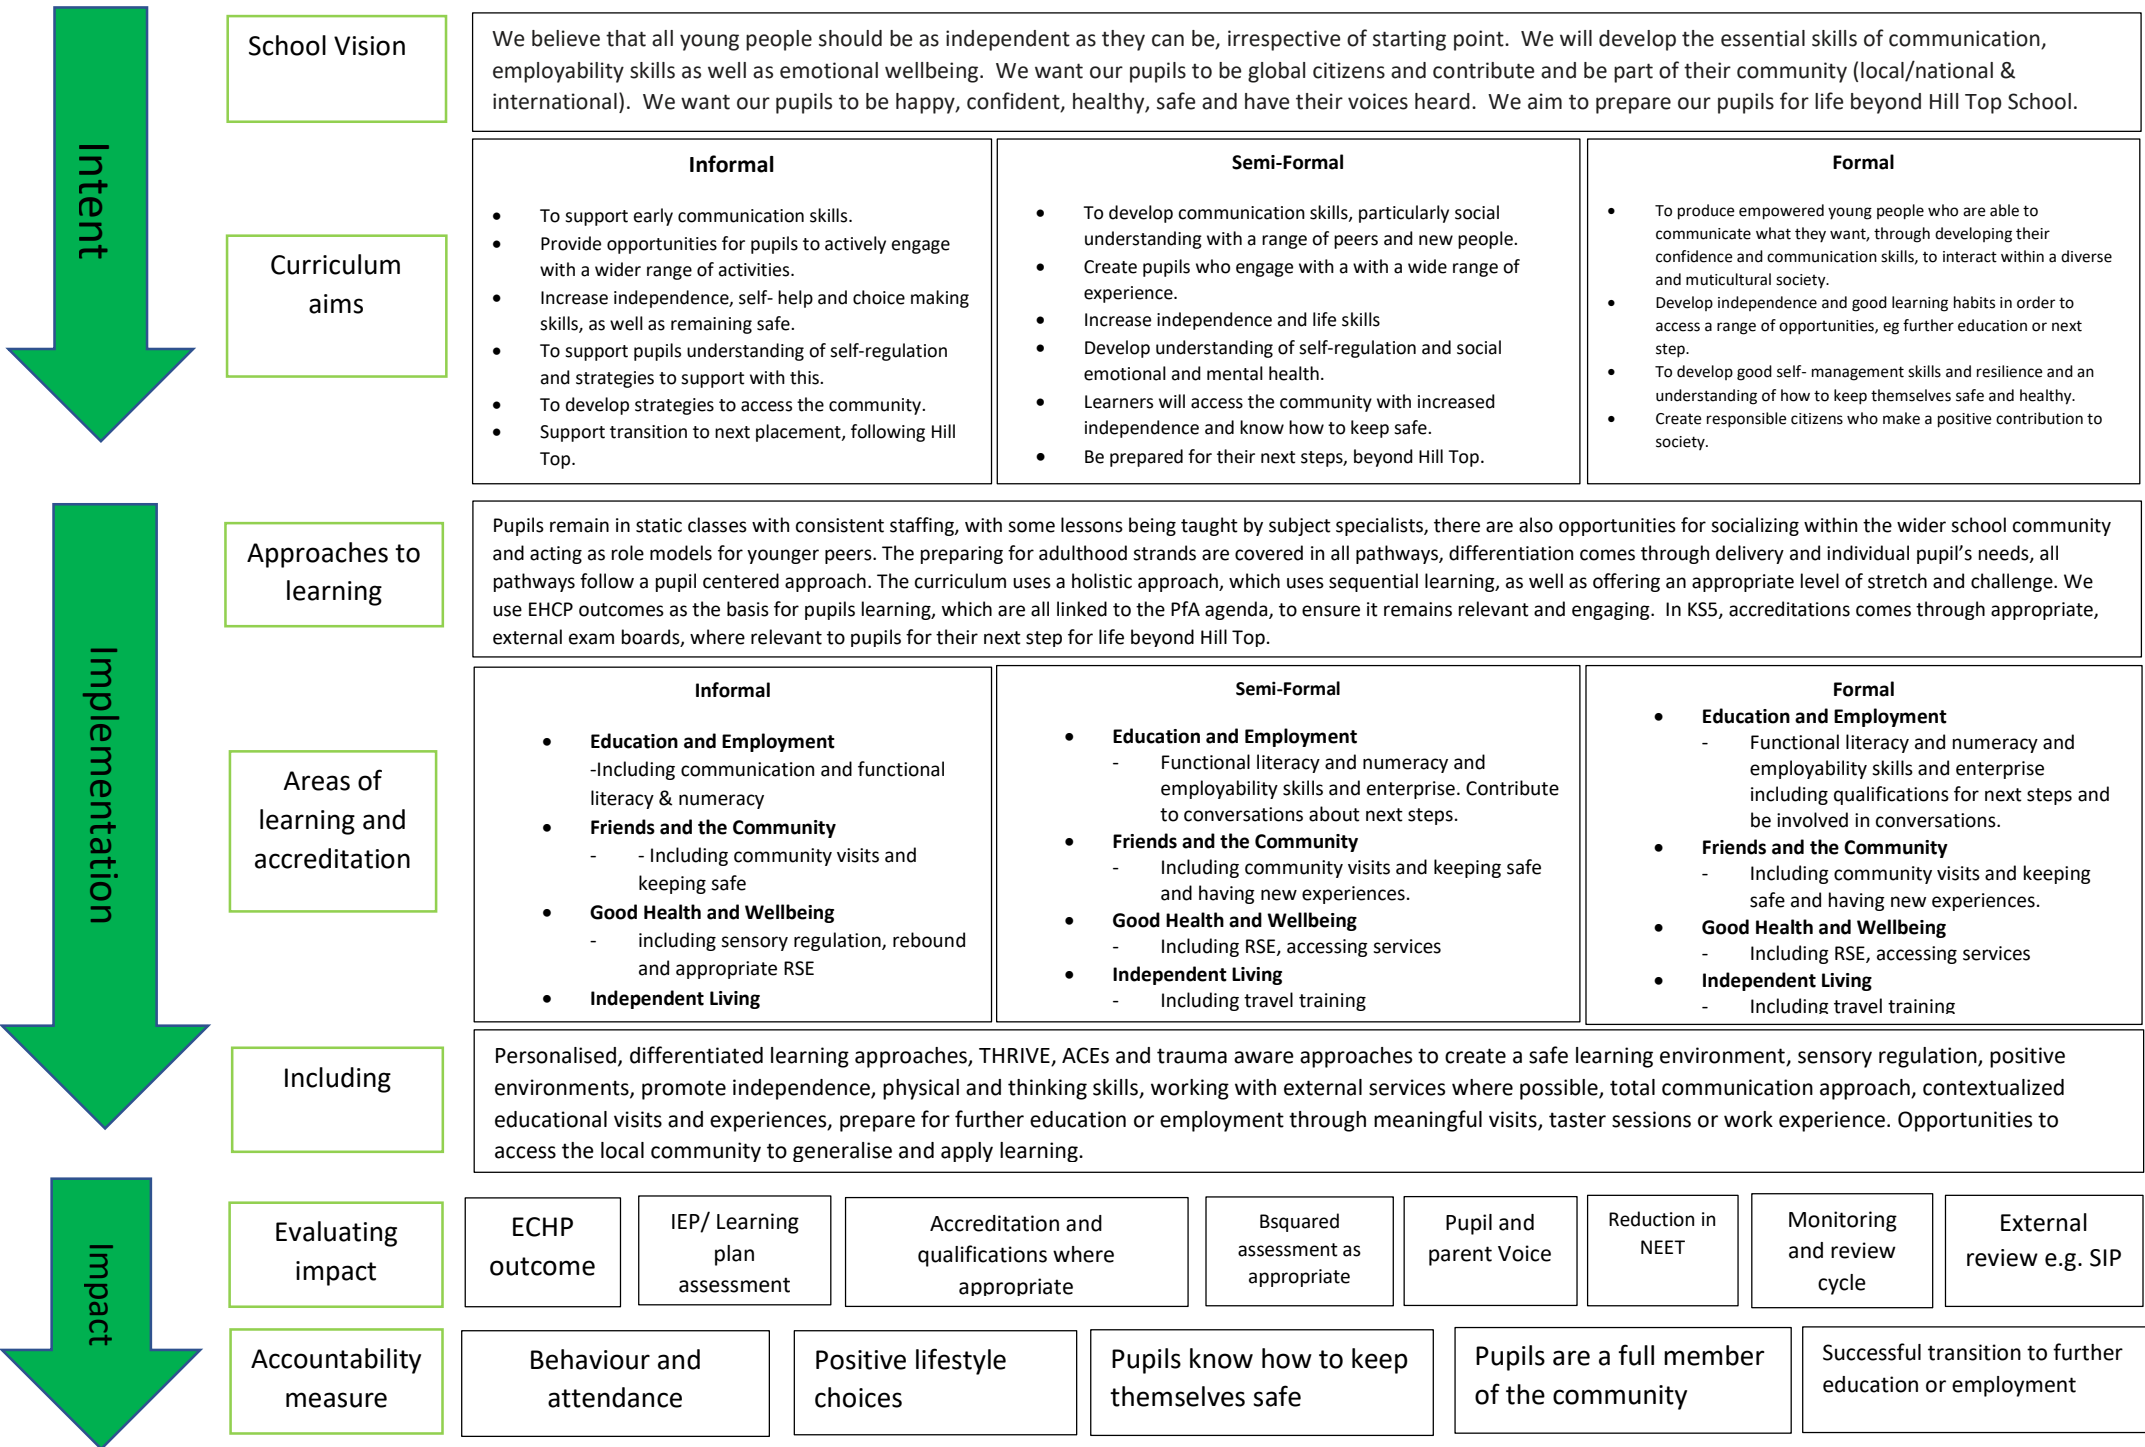 Intent
School Vision
We believe that all young people should be as independent as they can be, irrespective of starting point.  We will develop the essential skills of communication,
employability skills as well as emotional wellbeing.  We want our pupils to be global citizens and contribute and be part of their community (local/national &
international).  We want our pupils to be happy, confident, healthy, safe and have their voices heard.  We aim to prepare our pupils for life beyond Hill Top School.
Curriculum
aims
Informal
• To support early communication skills.
• Provide opportunities for pupils to actively engage
with a wider range of activities.
• Increase independence, self- help and choice making
skills, as well as remaining safe.
• To support pupils understanding of self-regulation
and strategies to support with this.
• To develop strategies to access the community.
• Support transition to next placement, following Hill
Top.
Semi-Formal
• To develop communication skills, particularly social
understanding with a range of peers and new people.
• Create pupils who engage with a with a wide range of
experience.
• Increase independence and life skills
• Develop understanding of self-regulation and social
emotional and mental health.
• Learners will access the community with increased
independence and know how to keep safe.
• Be prepared for their next steps, beyond Hill Top.
Formal
• To produce empowered young people who are able to
communicate what they want, through developing their
confidence and communication skills, to interact within a diverse
and muticultural society.
• Develop independence and good learning habits in order to
access a range of opportunities, eg further education or next
step.
• To develop good self- management skills and resilience and an
understanding of how to keep themselves safe and healthy.
• Create responsible citizens who make a positive contribution to
society.
Implementation
Approaches to
learning
Pupils remain in static classes with consistent staffing, with some lessons being taught by subject specialists, there are also opportunities for socializing within the wider school community
and acting as role models for younger peers. The preparing for adulthood strands are covered in all pathways, differentiation comes through delivery and individual pupil’s needs, all
pathways follow a pupil centered approach. The curriculum uses a holistic approach, which uses sequential learning, as well as offering an appropriate level of stretch and challenge. We
use EHCP outcomes as the basis for pupils learning, which are all linked to the PfA agenda, to ensure it remains relevant and engaging.  In KS5, accreditations comes through appropriate,
external exam boards, where relevant to pupils for their next step for life beyond Hill Top.
Areas of
learning and
accreditation
Informal
• Education and Employment
-Including communication and functional
literacy & numeracy
• Friends and the Community
- - Including community visits and
keeping safe
• Good Health and Wellbeing
- including sensory regulation, rebound
and appropriate RSE
• Independent Living
Semi-Formal
• Education and Employment
- Functional literacy and numeracy and
employability skills and enterprise. Contribute
to conversations about next steps.
• Friends and the Community
- Including community visits and keeping safe
and having new experiences.
• Good Health and Wellbeing
- Including RSE, accessing services
• Independent Living
- Including travel training
Formal
• Education and Employment
- Functional literacy and numeracy and
employability skills and enterprise
including qualifications for next steps and
be involved in conversations.
• Friends and the Community
- Including community visits and keeping
safe and having new experiences.
• Good Health and Wellbeing
- Including RSE, accessing services
• Independent Living
- Including travel training
Including
Personalised, differentiated learning approaches, THRIVE, ACEs and trauma aware approaches to create a safe learning environment, sensory regulation, positive
environments, promote independence, physical and thinking skills, working with external services where possible, total communication approach, contextualized
educational visits and experiences, prepare for further education or employment through meaningful visits, taster sessions or work experience. Opportunities to
access the local community to generalise and apply learning.
Impact
Evaluating
impact
ECHP
outcome
IEP/ Learning
plan
assessment
Accreditation and
qualifications where
appropriate
Bsquared
assessment as
appropriate
Pupil and
parent Voice
Reduction in
NEET
Monitoring
and review
cycle
External
review e.g. SIP
Accountability
measure
Behaviour and
attendance
Positive lifestyle
choices
Pupils know how to keep
themselves safe
Pupils are a full member
of the community
Successful transition to further
education or employment